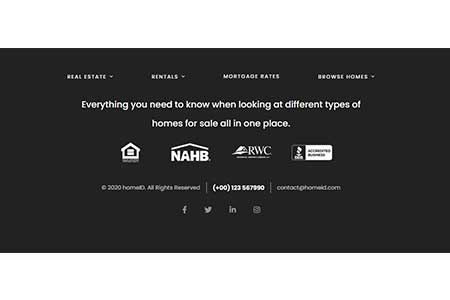 REAL ESTATE RENTALS MORTGAGE RATES BROWSE HOMES
Everything you need to know when looking at different types of
homes for sale all in one place.
NAHB. RWC. BBB ACCREDITED BUSINESS
© 2020 homeID. All Rights Reserved (+00) 123 567990 contact@homeid.com